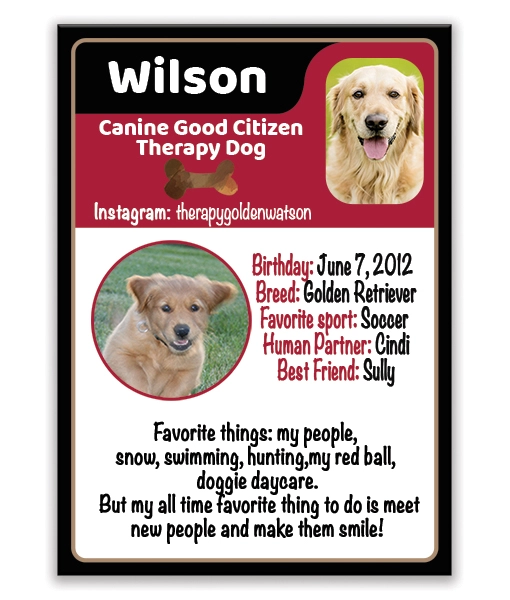 Wilson
Canine Good Citizen
Therapy Dog
Instagram: therapygoldenwatson
Birthday: June 7, 2012
Breed: Golden Retriever
Favorite sport: Soccer
Human Partner: Cindi
Best Friend: Sully
Favorite things: my people,
snow, swimming, hunting,my red ball,
doggie daycare.
But my all time favorite thing to do is meet
new people and make them smile!